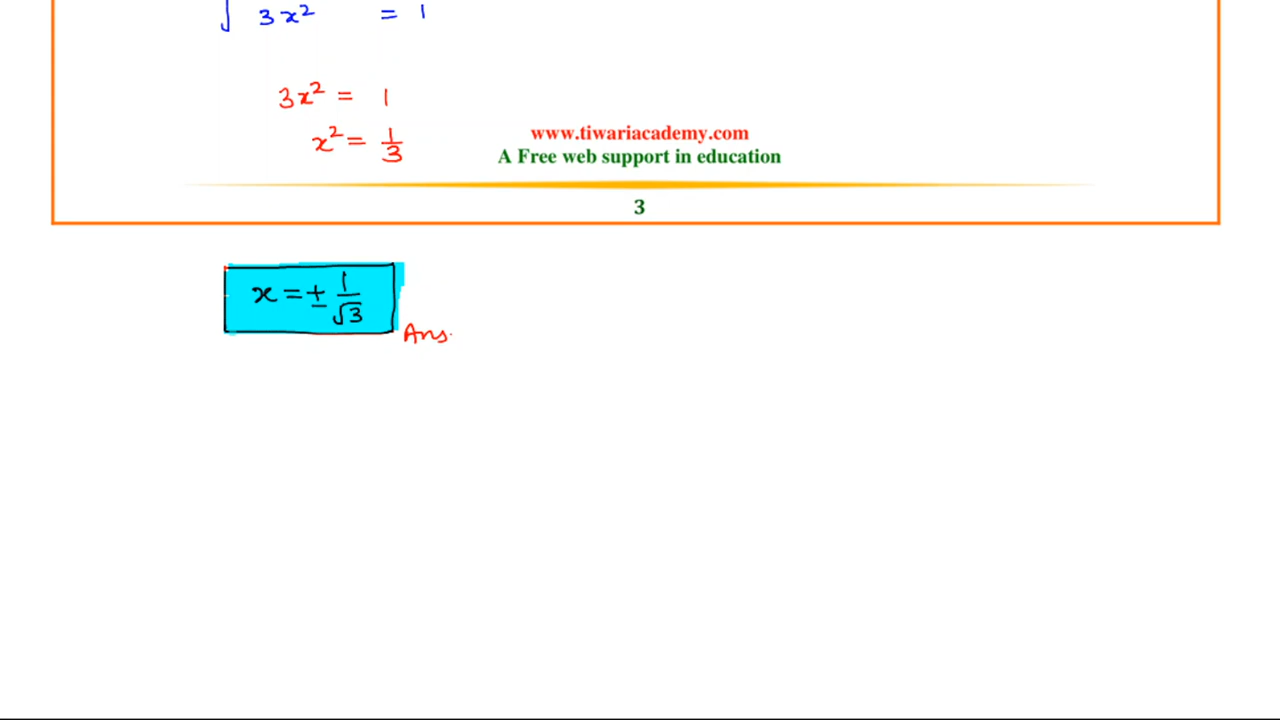 3x² = 1
3x² = 1
x² = 1/3
www.tiwariacademy.com
A Free web support in education
3
x = ± 1/√3
Ans.